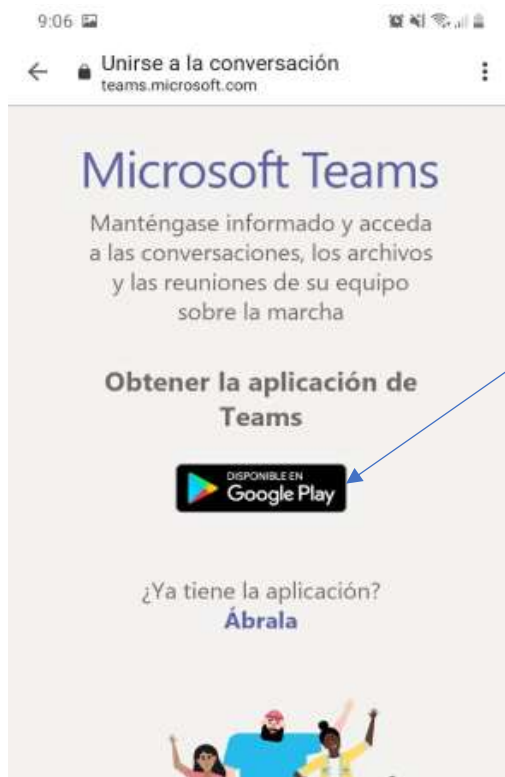 9:06
Unirse a la conversación
teams.microsoft.com
Microsoft Teams
Manténgase informado y acceda
a las conversaciones, los archivos
y las reuniones de su equipo
sobre la marcha
Obtener la aplicación de
Teams
DISPONIBLE EN
Google Play
¿Ya tiene la aplicación?
Ábrala